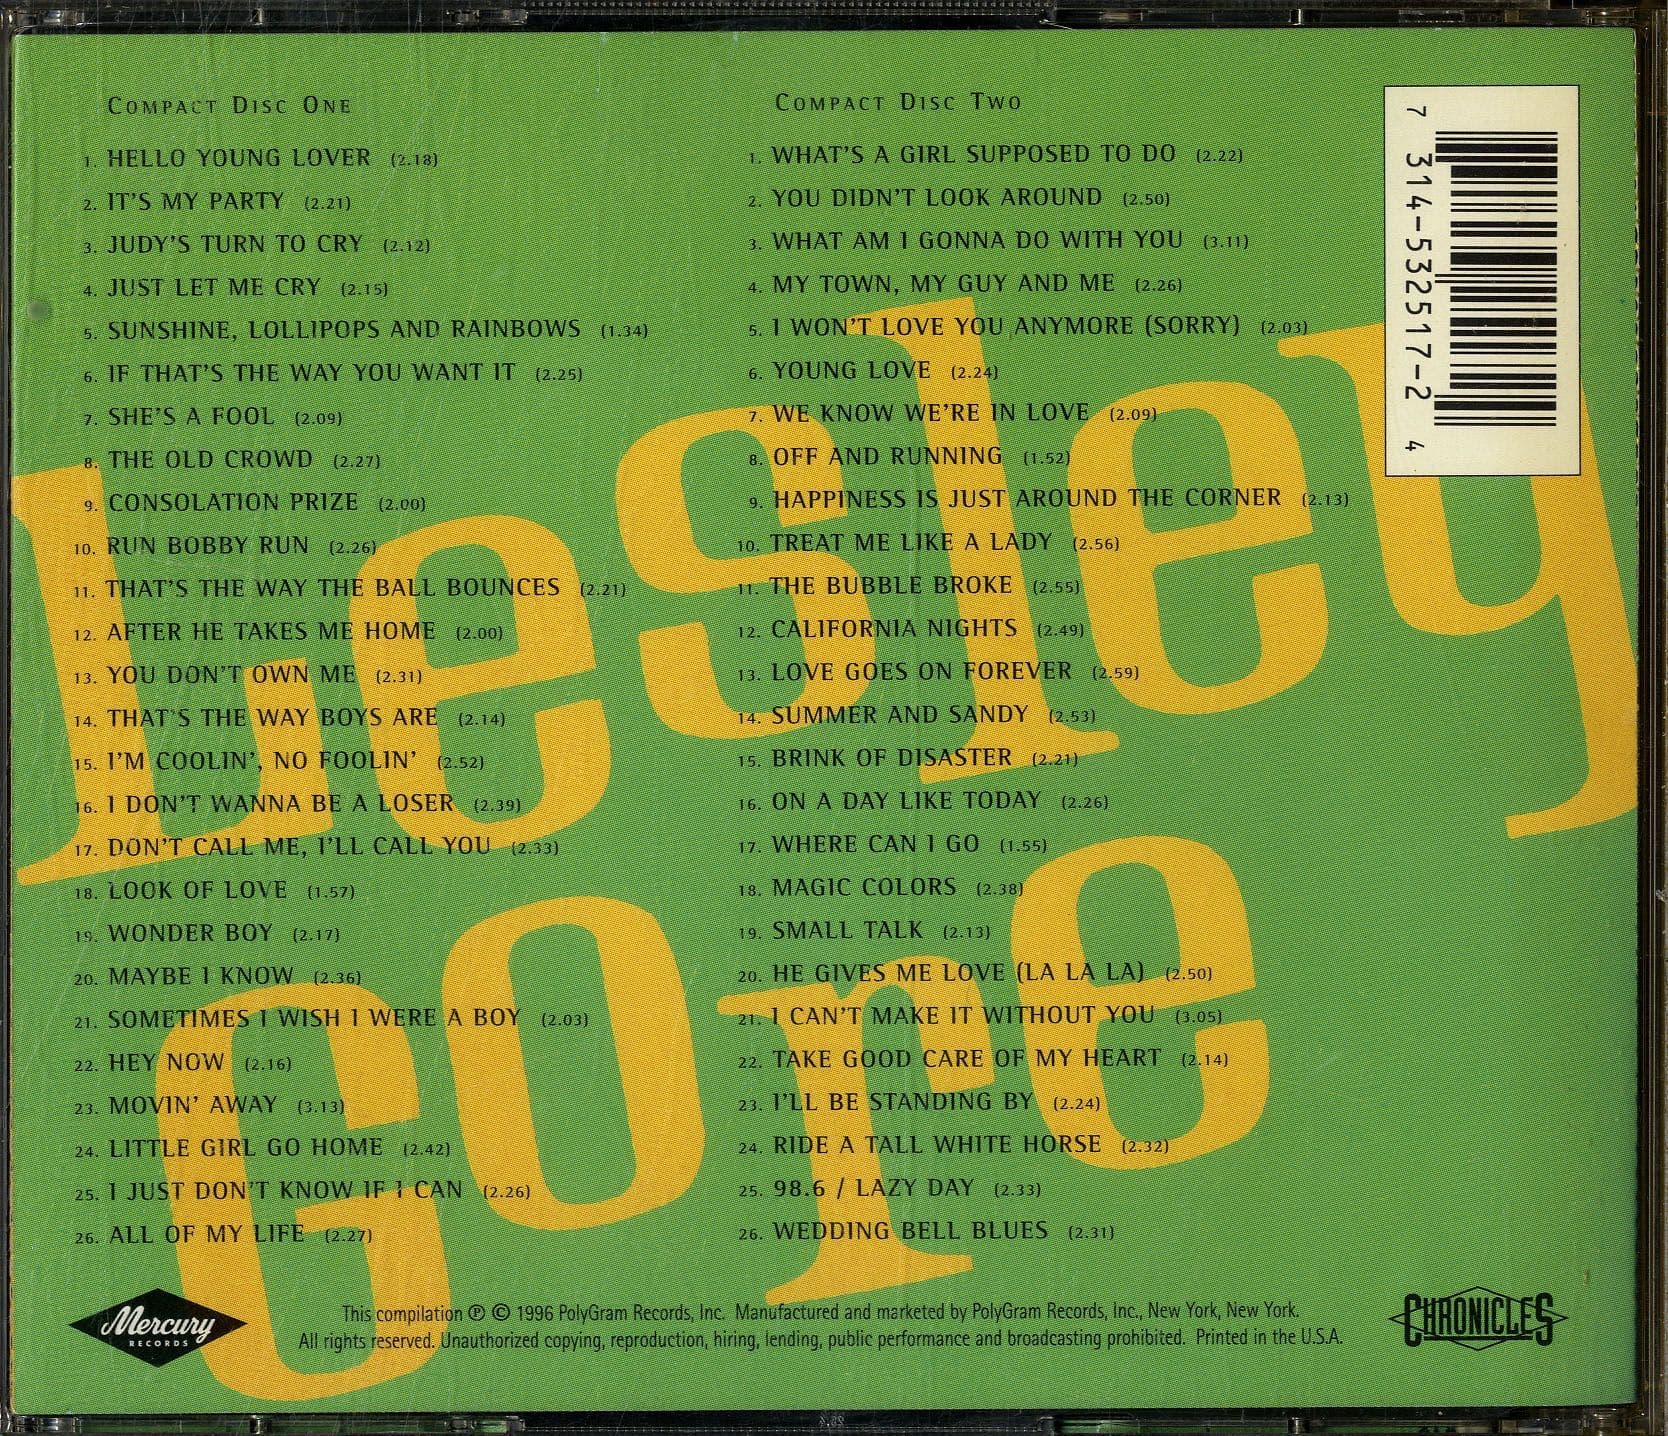 COMPACT DISC ONE
1. HELLO YOUNG LOVER (2.18)
2. IT'S MY PARTY (2.21)
3. JUDY'S TURN TO CRY (2.12)
4. JUST LET ME CRY (2.15)
5. SUNSHINE, LOLLIPOPS AND RAINBOWS (1.34)
6. IF THAT'S THE WAY YOU WANT IT (2.25)
7. SHE'S A FOOL (2.09)
8. THE OLD CROWD (2.27)
9. CONSOLATION PRIZE (2.00)
10. RUN BOBBY RUN (2.26)
11. THAT'S THE WAY THE BALL BOUNCES (2.21)
12. AFTER HE TAKES ME HOME (2.00)
13. YOU DON'T OWN ME (2.31)
14. THAT'S THE WAY BOYS ARE (2.14)
15. I'M COOLIN', NO FOOLIN' (2.52)
16. I DON'T WANNA BE A LOSER (2.39)
17. DON'T CALL ME, I'LL CALL YOU (2.33)
18. LOOK OF LOVE (1.57)
19. WONDER BOY (2.17)
20. MAYBE I KNOW (2.36)
21. SOMETIMES I WISH I WERE A BOY (2.03)
22. HEY NOW (2.16)
23. MOVIN' AWAY (3.13)
24. LITTLE GIRL GO HOME (2.42)
25. I JUST DON'T KNOW IF I CAN (2.26)
26. ALL OF MY LIFE (2.27)
COMPACT DISC TWO
1. WHAT'S A GIRL SUPPOSED TO DO (2.22)
2. YOU DIDN'T LOOK AROUND (2.50)
3. WHAT AM I GONNA DO WITH YOU (3.11)
4. MY TOWN, MY GUY AND ME (2.26)
5. I WON'T LOVE YOU ANYMORE (SORRY) (2.03)
6. YOUNG LOVE (2.24)
7. WE KNOW WE'RE IN LOVE (2.09)
8. OFF AND RUNNING (1.52)
9. HAPPINESS IS JUST AROUND THE CORNER (2.13)
10. TREAT ME LIKE A LADY (2.56)
11. THE BUBBLE BROKE (2.55)
12. CALIFORNIA NIGHTS (2.49)
13. LOVE GOES ON FOREVER (2.59)
14. SUMMER AND SANDY (2.53)
15. BRINK OF DISASTER (2.21)
16. ON A DAY LIKE TODAY (2.26)
17. WHERE CAN I GO (1.55)
18. MAGIC COLORS (2.38)
19. SMALL TALK (2.13)
20. HE GIVES ME LOVE (LA LA LA) (2.50)
21. I CAN'T MAKE IT WITHOUT YOU (3.05)
22. TAKE GOOD CARE OF MY HEART (2.14)
23. I'LL BE STANDING BY (2.24)
24. RIDE A TALL WHITE HORSE (2.32)
25. 98.6 / LAZY DAY (2.33)
26. WEDDING BELL BLUES (2.31)
7 314-532517-2 4
Lesley
Gore
Mercury
RECORDS
This compilation ℗ © 1996 PolyGram Records, Inc. Manufactured and marketed by PolyGram Records, Inc., New York, New York.
All rights reserved. Unauthorized copying, reproduction, hiring, lending, public performance and broadcasting prohibited. Printed in the U.S.A.
CHRONICLES